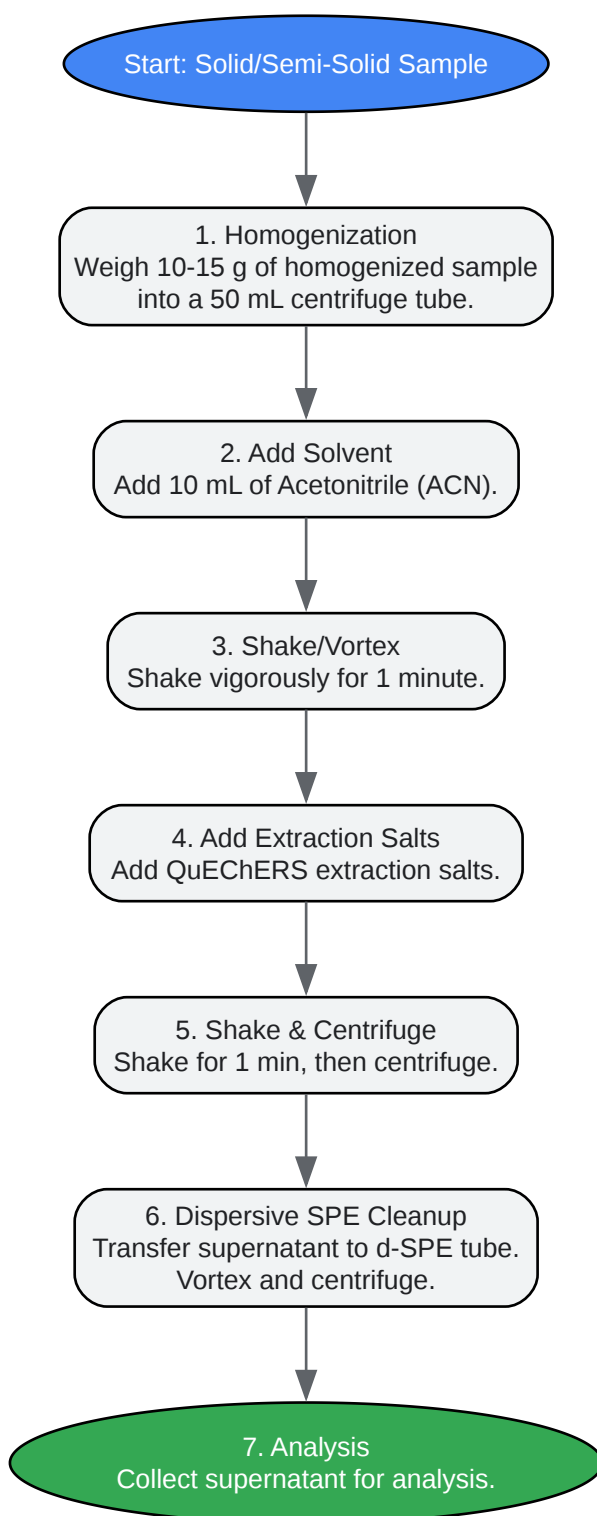 Start: Solid/Semi-Solid Sample
1. Homogenization
Weigh 10-15 g of homogenized sample
into a 50 mL centrifuge tube.
2. Add Solvent
Add 10 mL of Acetonitrile (ACN).
3. Shake/Vortex
Shake vigorously for 1 minute.
4. Add Extraction Salts
Add QuEChERS extraction salts.
5. Shake & Centrifuge
Shake for 1 min, then centrifuge.
6. Dispersive SPE Cleanup
Transfer supernatant to d-SPE tube.
Vortex and centrifuge.
7. Analysis
Collect supernatant for analysis.